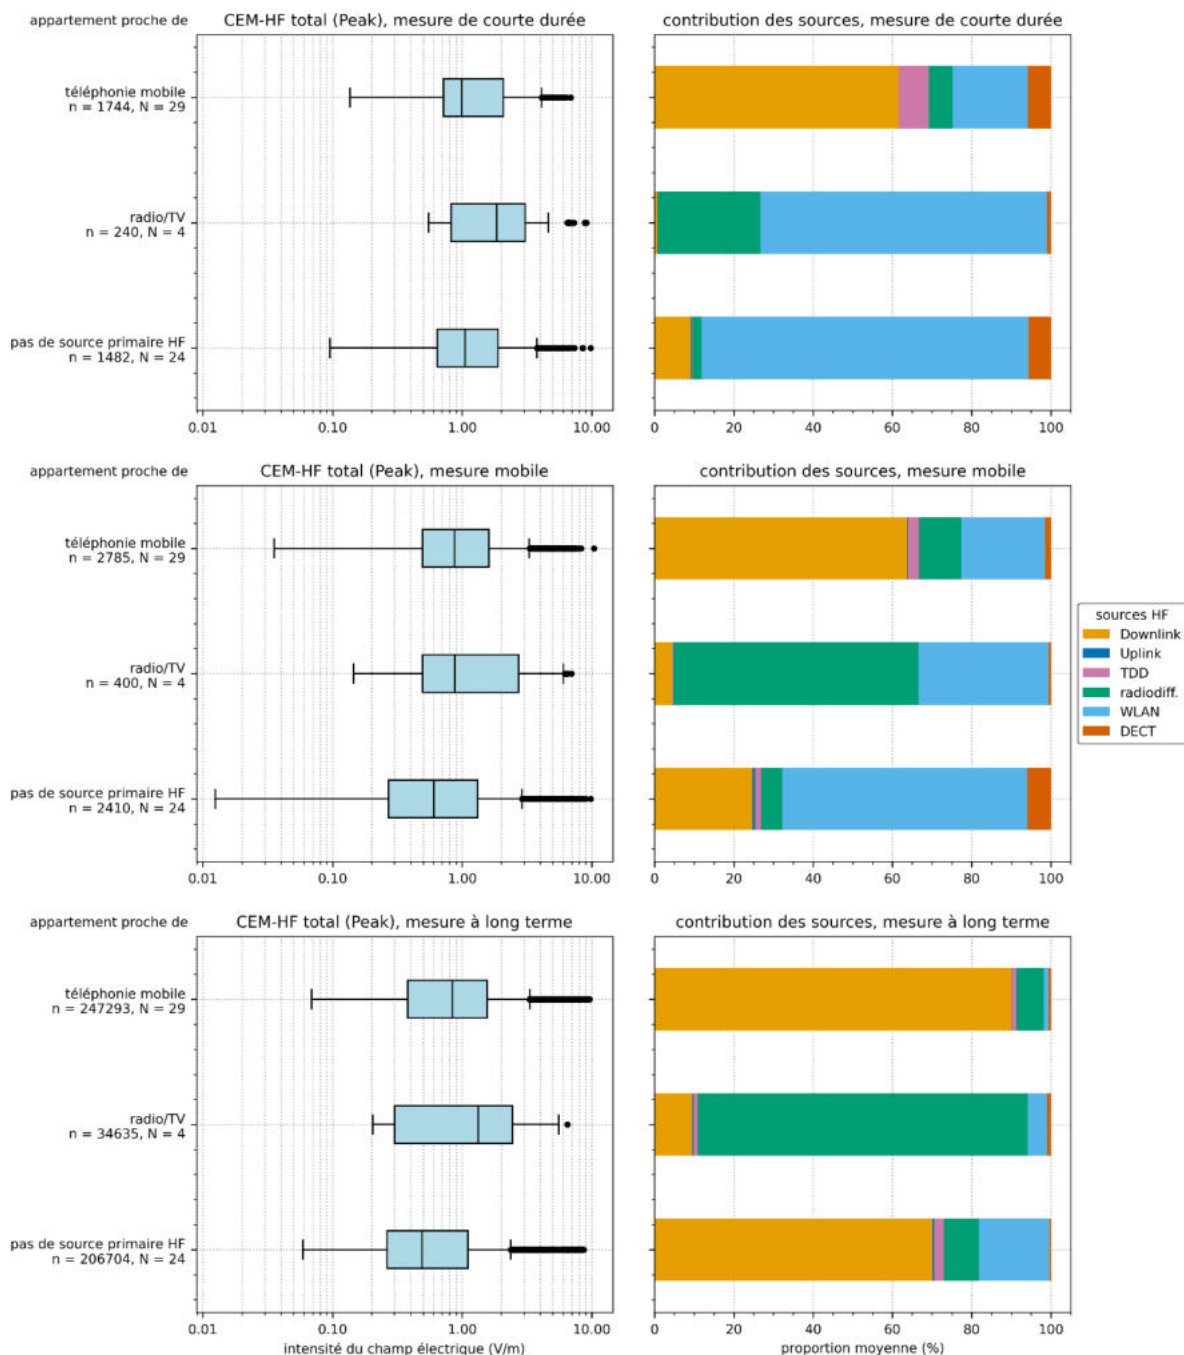 appartement proche de
CEM-HF total (Peak), mesure de courte durée
contribution des sources, mesure de courte durée
téléphonie mobile
n = 1744, N = 29
radio/TV
n = 240, N = 4
pas de source primaire HF
n = 1482, N = 24
0.01 0.10 1.00 10.00
0 20 40 60 80 100
appartement proche de
CEM-HF total (Peak), mesure mobile
contribution des sources, mesure mobile
téléphonie mobile
n = 2785, N = 29
radio/TV
n = 400, N = 4
pas de source primaire HF
n = 2410, N = 24
0.01 0.10 1.00 10.00
0 20 40 60 80 100
sources HF
Downlink
Uplink
TDD
radiodiff.
WLAN
DECT
appartement proche de
CEM-HF total (Peak), mesure à long terme
contribution des sources, mesure à long terme
téléphonie mobile
n = 247293, N = 29
radio/TV
n = 34635, N = 4
pas de source primaire HF
n = 206704, N = 24
0.01 0.10 1.00 10.00
intensité du champ électrique (V/m)
0 20 40 60 80 100
proportion moyenne (%)